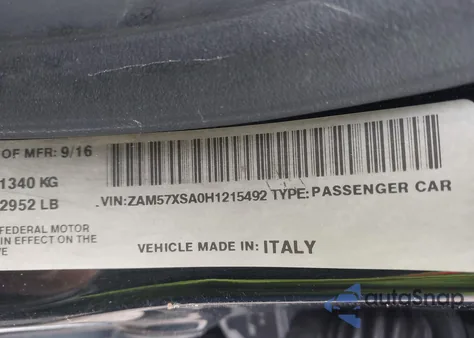 OF MFR: 9/16
1340 KG
2952 LB
VIN:ZAM57XSA0H1215492 TYPE:PASSENGER CAR
FEDERAL MOTOR
IN EFFECT ON THE
VE
VEHICLE MADE IN: ITALY
autoSnap